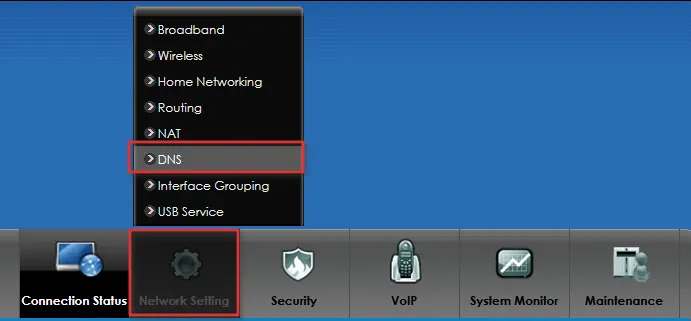 Broadband
Wireless
Home Networking
Routing
NAT
DNS
Interface Grouping
USB Service
Connection Status
Network Setting
Security
VoIP
System Monitor
Maintenance